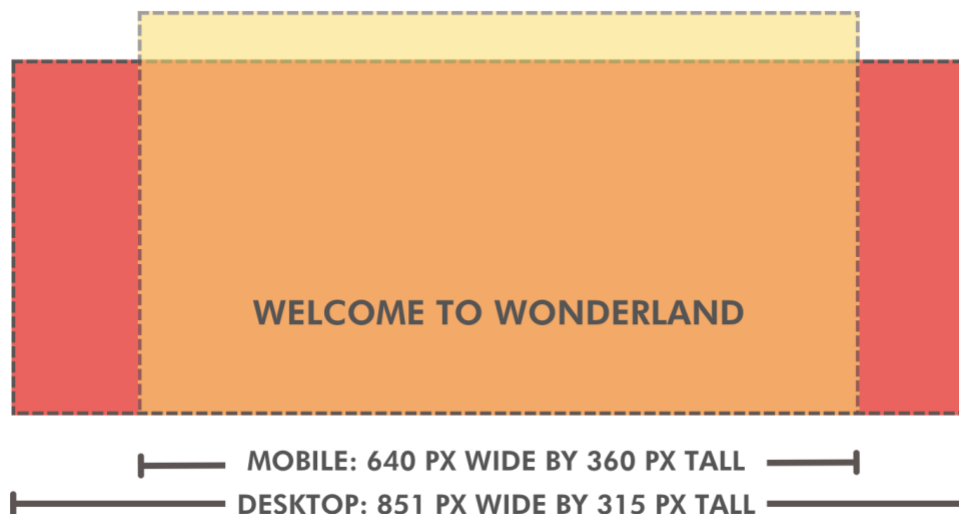 WELCOME TO WONDERLAND
MOBILE: 640 PX WIDE BY 360 PX TALL
DESKTOP: 851 PX WIDE BY 315 PX TALL